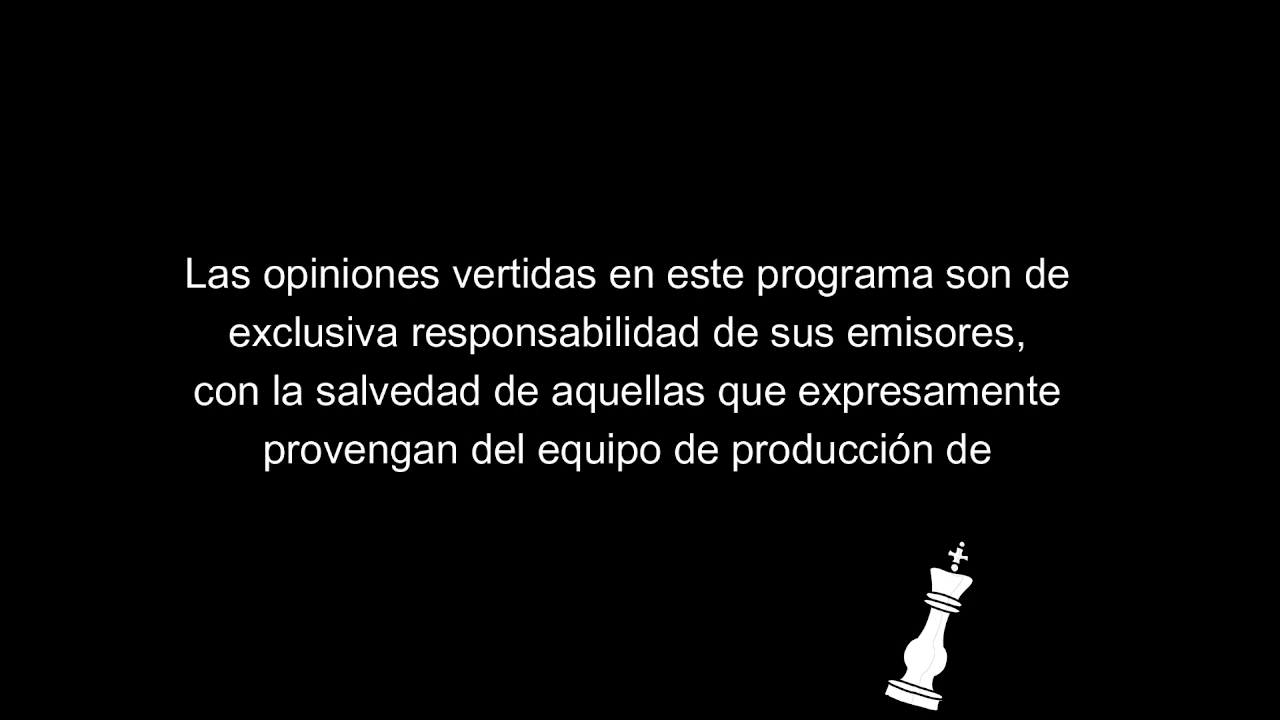 Las opiniones vertidas en este programa son de
exclusiva responsabilidad de sus emisores,
con la salvedad de aquellas que expresamente
provengan del equipo de producción de